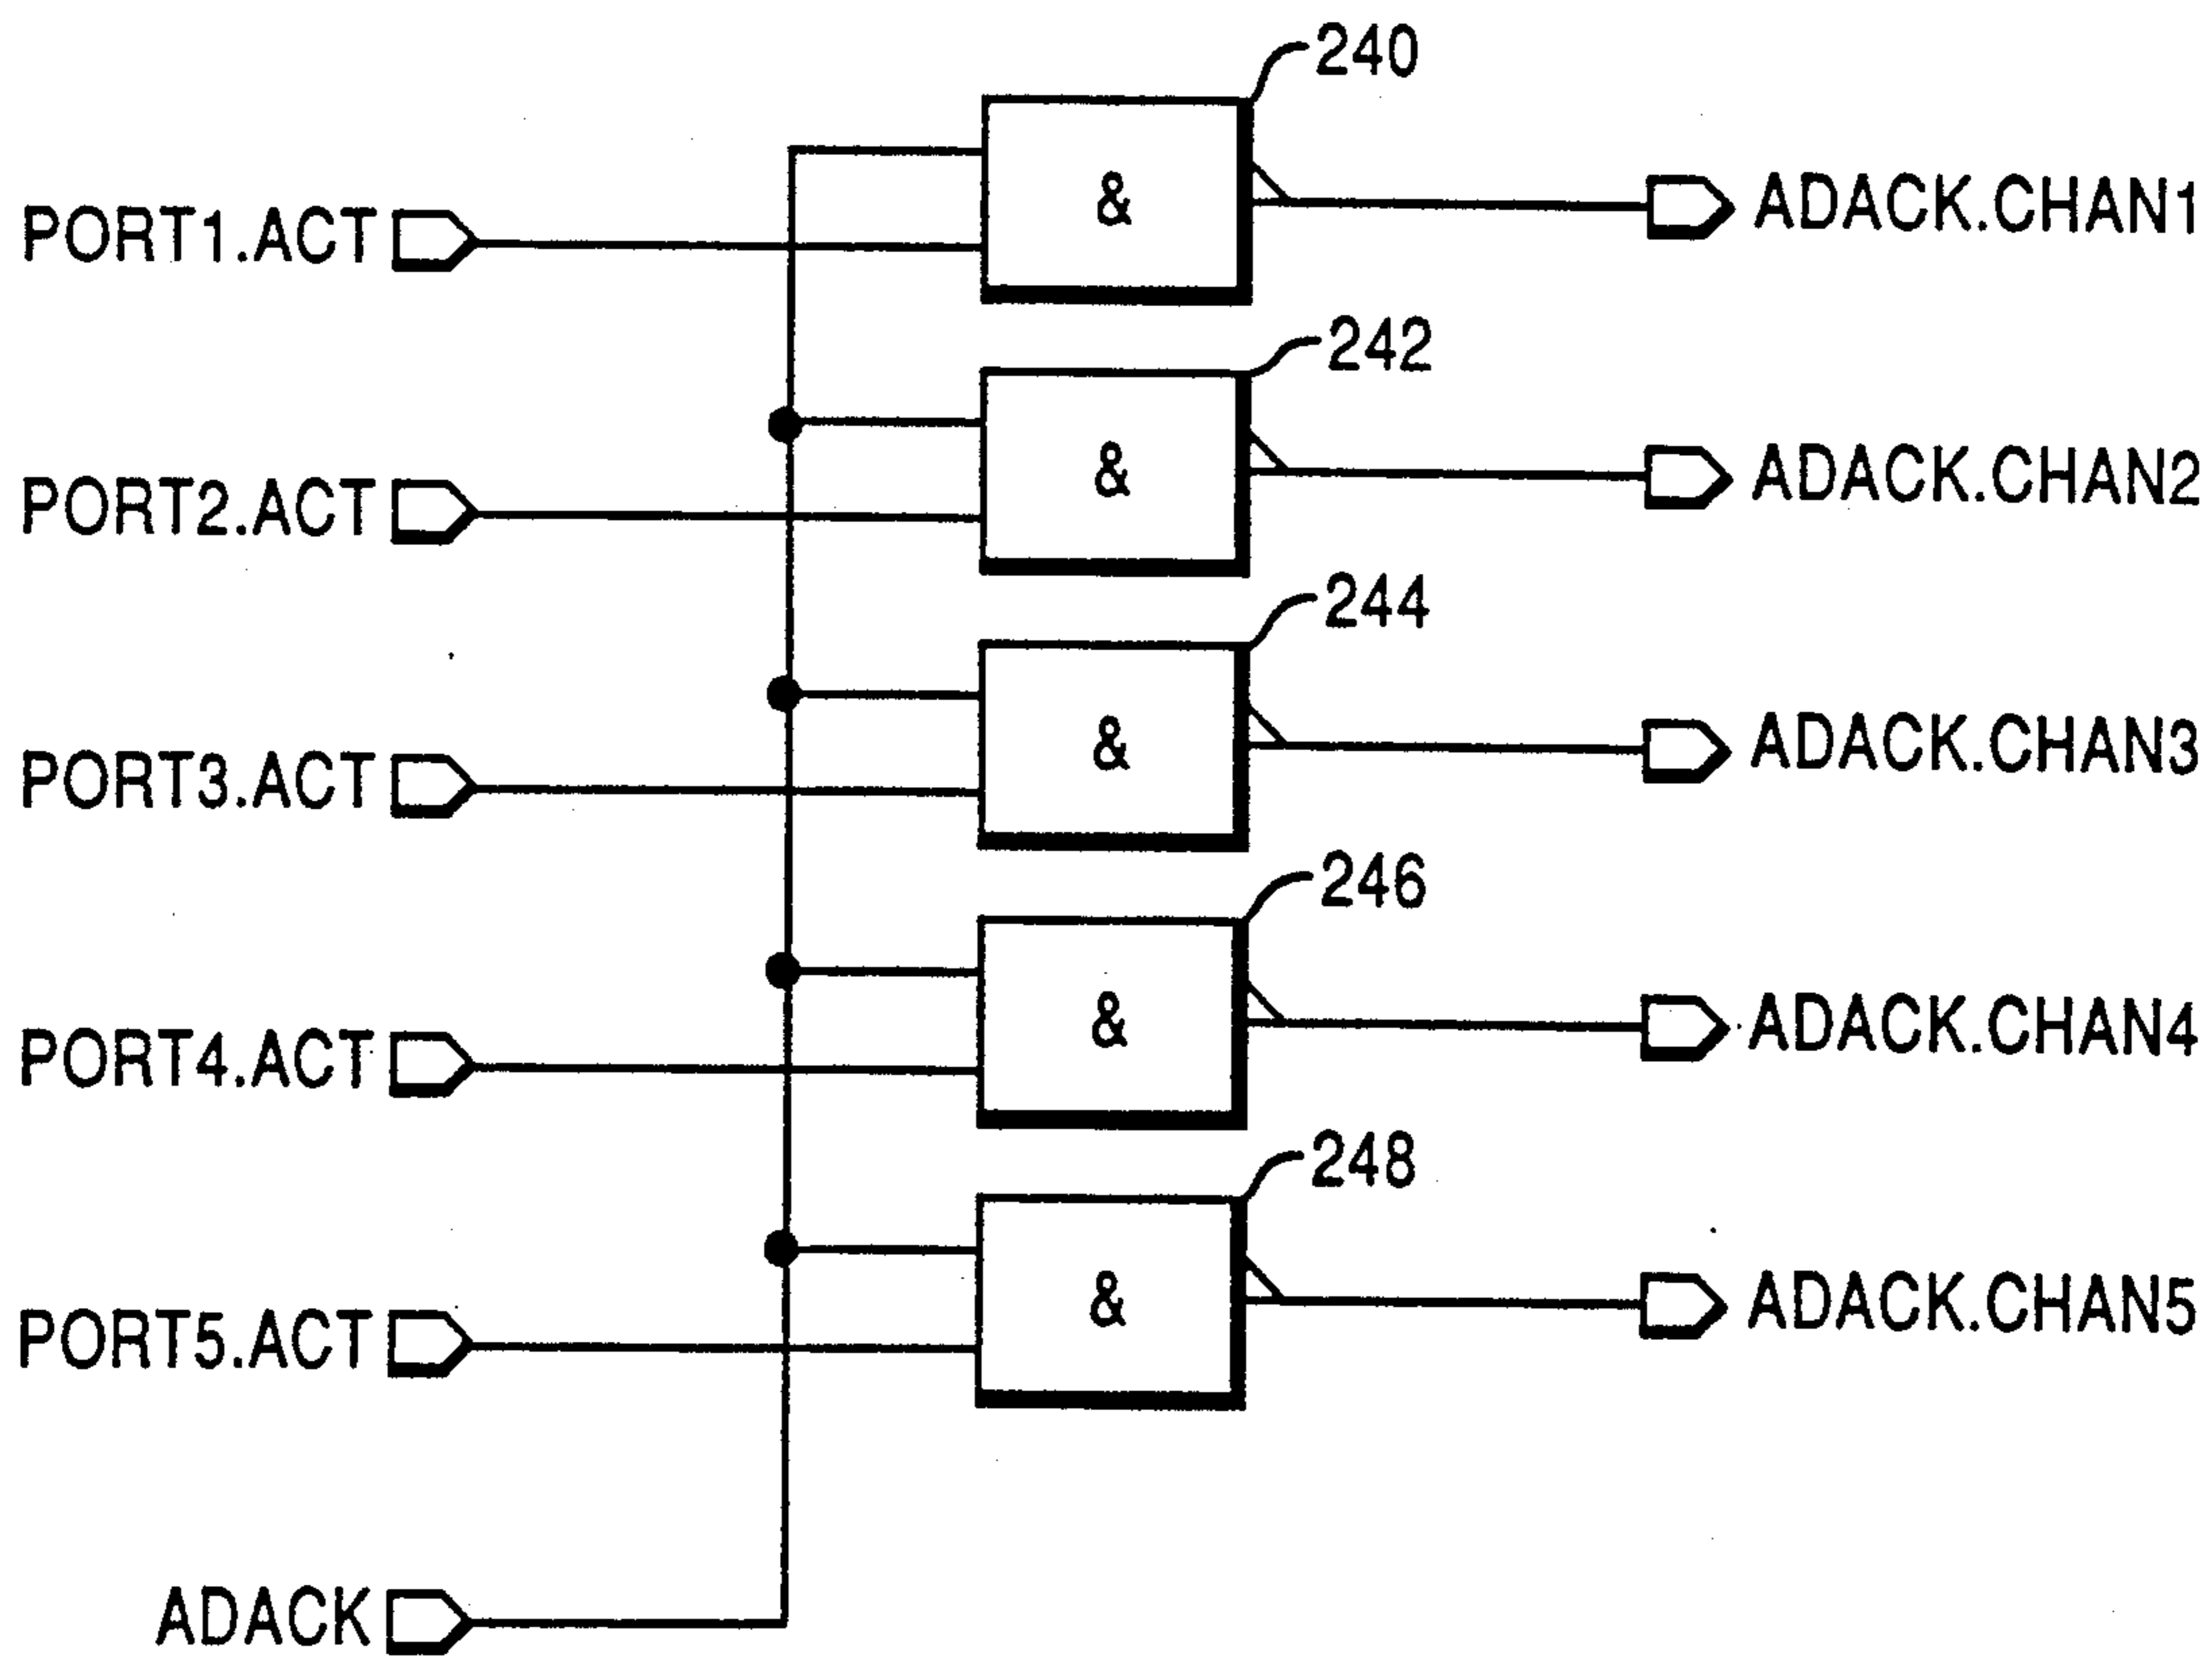 240
&
PORT1.ACT
ADACK.CHAN1
242
&
PORT2.ACT
ADACK.CHAN2
244
&
PORT3.ACT
ADACK.CHAN3
246
&
PORT4.ACT
ADACK.CHAN4
248
&
PORT5.ACT
ADACK.CHAN5
ADACK